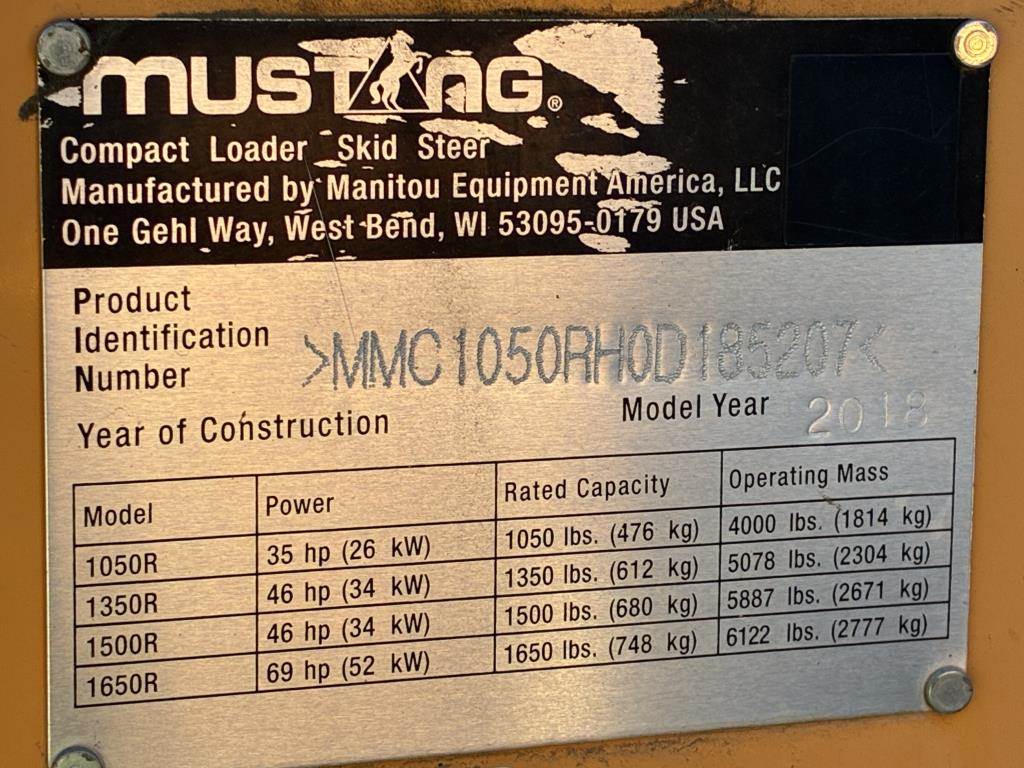 MUSTANG®
Compact Loader Skid Steer
Manufactured by Manitou Equipment America, LLC
One Gehl Way, West Bend, WI 53095-0179 USA
Product
Identification
Number
>MMC1050RH0D185207<
Year of Construction
Model Year 2018
Model Power Rated Capacity Operating Mass
1050R 35 hp (26 kW) 1050 lbs. (476 kg) 4000 lbs. (1814 kg)
1350R 46 hp (34 kW) 1350 lbs. (612 kg) 5078 lbs. (2304 kg)
1500R 46 hp (34 kW) 1500 lbs. (680 kg) 5887 lbs. (2671 kg)
1650R 69 hp (52 kW) 1650 lbs. (748 kg) 6122 lbs. (2777 kg)